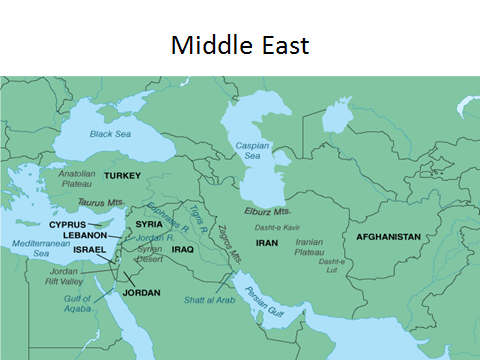 Middle East
Black Sea
Caspian
Sea
Anatolian
Plateau
TURKEY
Taurus Mts.
Elburz Mts.
CYPRUS
SYRIA
Euphrates R.
Tigris R.
Dasht-e Kavir
LEBANON
Jordan R.
Zagros Mts.
IRAN
Iranian
Plateau
AFGHANISTAN
Mediterranean
Sea
ISRAEL
Syrian
Desert
IRAQ
Dasht-e
Lut
Jordan
Rift Valley
JORDAN
Shatt al Arab
Persian Gulf
Gulf of
Aqaba